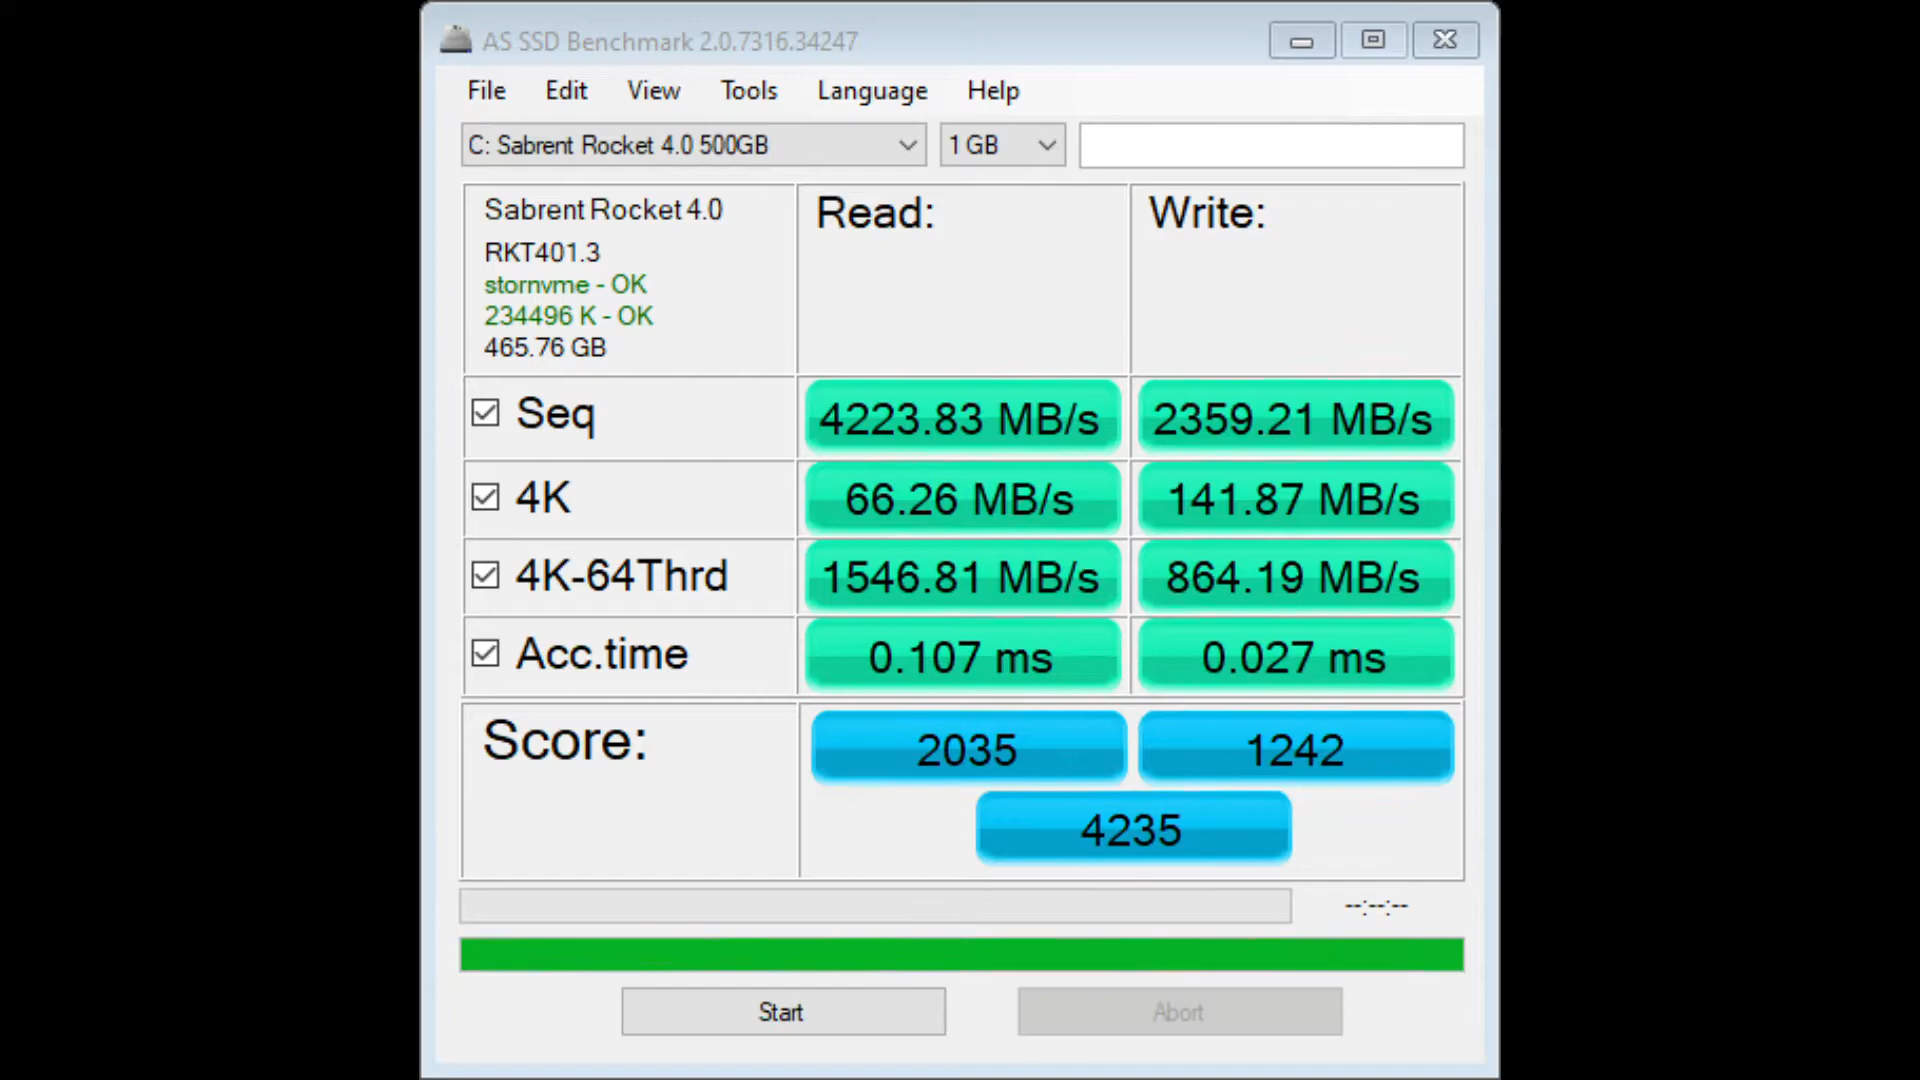 AS SSD Benchmark 2.0.7316.34247
File Edit View Tools Language Help
C: Sabrent Rocket 4.0 500GB 1 GB
Sabrent Rocket 4.0
RKT401.3
stornvme - OK
234496 K - OK
465.76 GB
Read: Write:
Seq 4223.83 MB/s 2359.21 MB/s
4K 66.26 MB/s 141.87 MB/s
4K-64Thrd 1546.81 MB/s 864.19 MB/s
Acc.time 0.107 ms 0.027 ms
Score: 2035 1242
4235
--:--:--
Start Abort